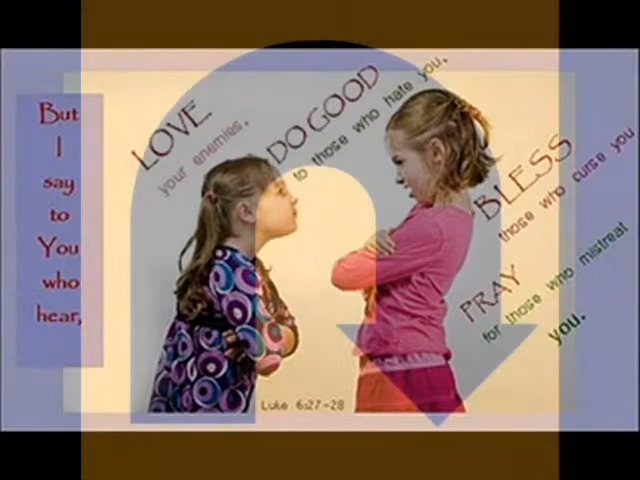 But
I
say
to
You
who
hear,
LOVE
your enemies,
DO GOOD
to those who hate you,
BLESS
those who curse you
PRAY
for those who mistreat
you.
Luke 6:27-28